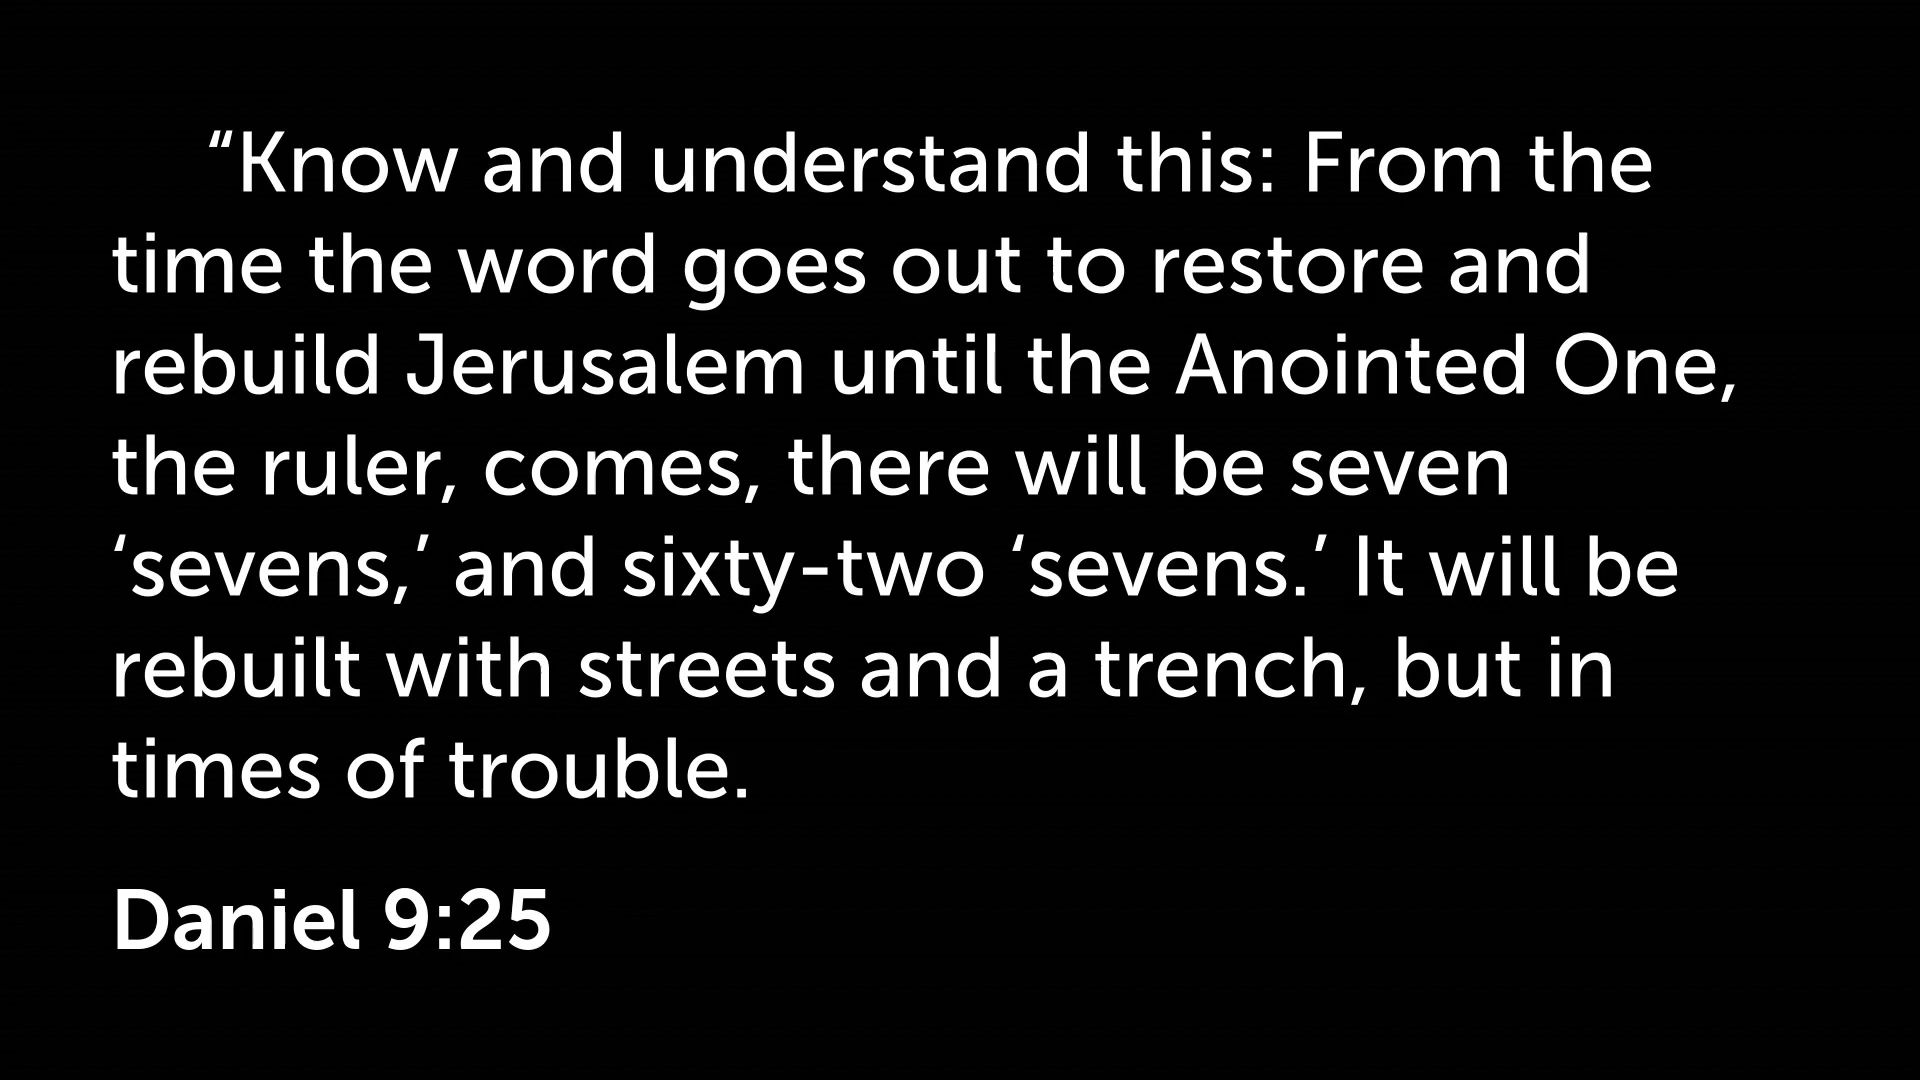 “Know and understand this: From the
time the word goes out to restore and
rebuild Jerusalem until the Anointed One,
the ruler, comes, there will be seven
‘sevens,’ and sixty-two ‘sevens.’ It will be
rebuilt with streets and a trench, but in
times of trouble.
Daniel 9:25